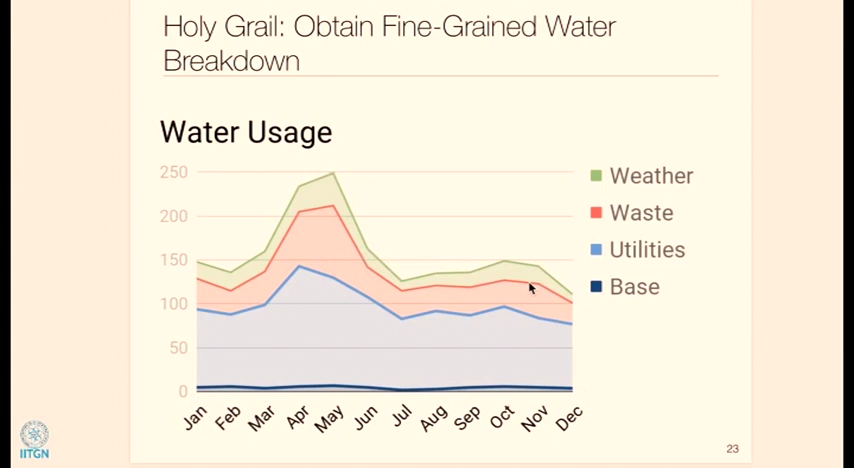 Holy Grail: Obtain Fine-Grained Water
Breakdown
Water Usage
250
200
150
100
50
0
Jan
Feb
Mar
Apr
May
Jun
Jul
Aug
Sep
Oct
Nov
Dec
Weather
Waste
Utilities
Base
IITGN
23